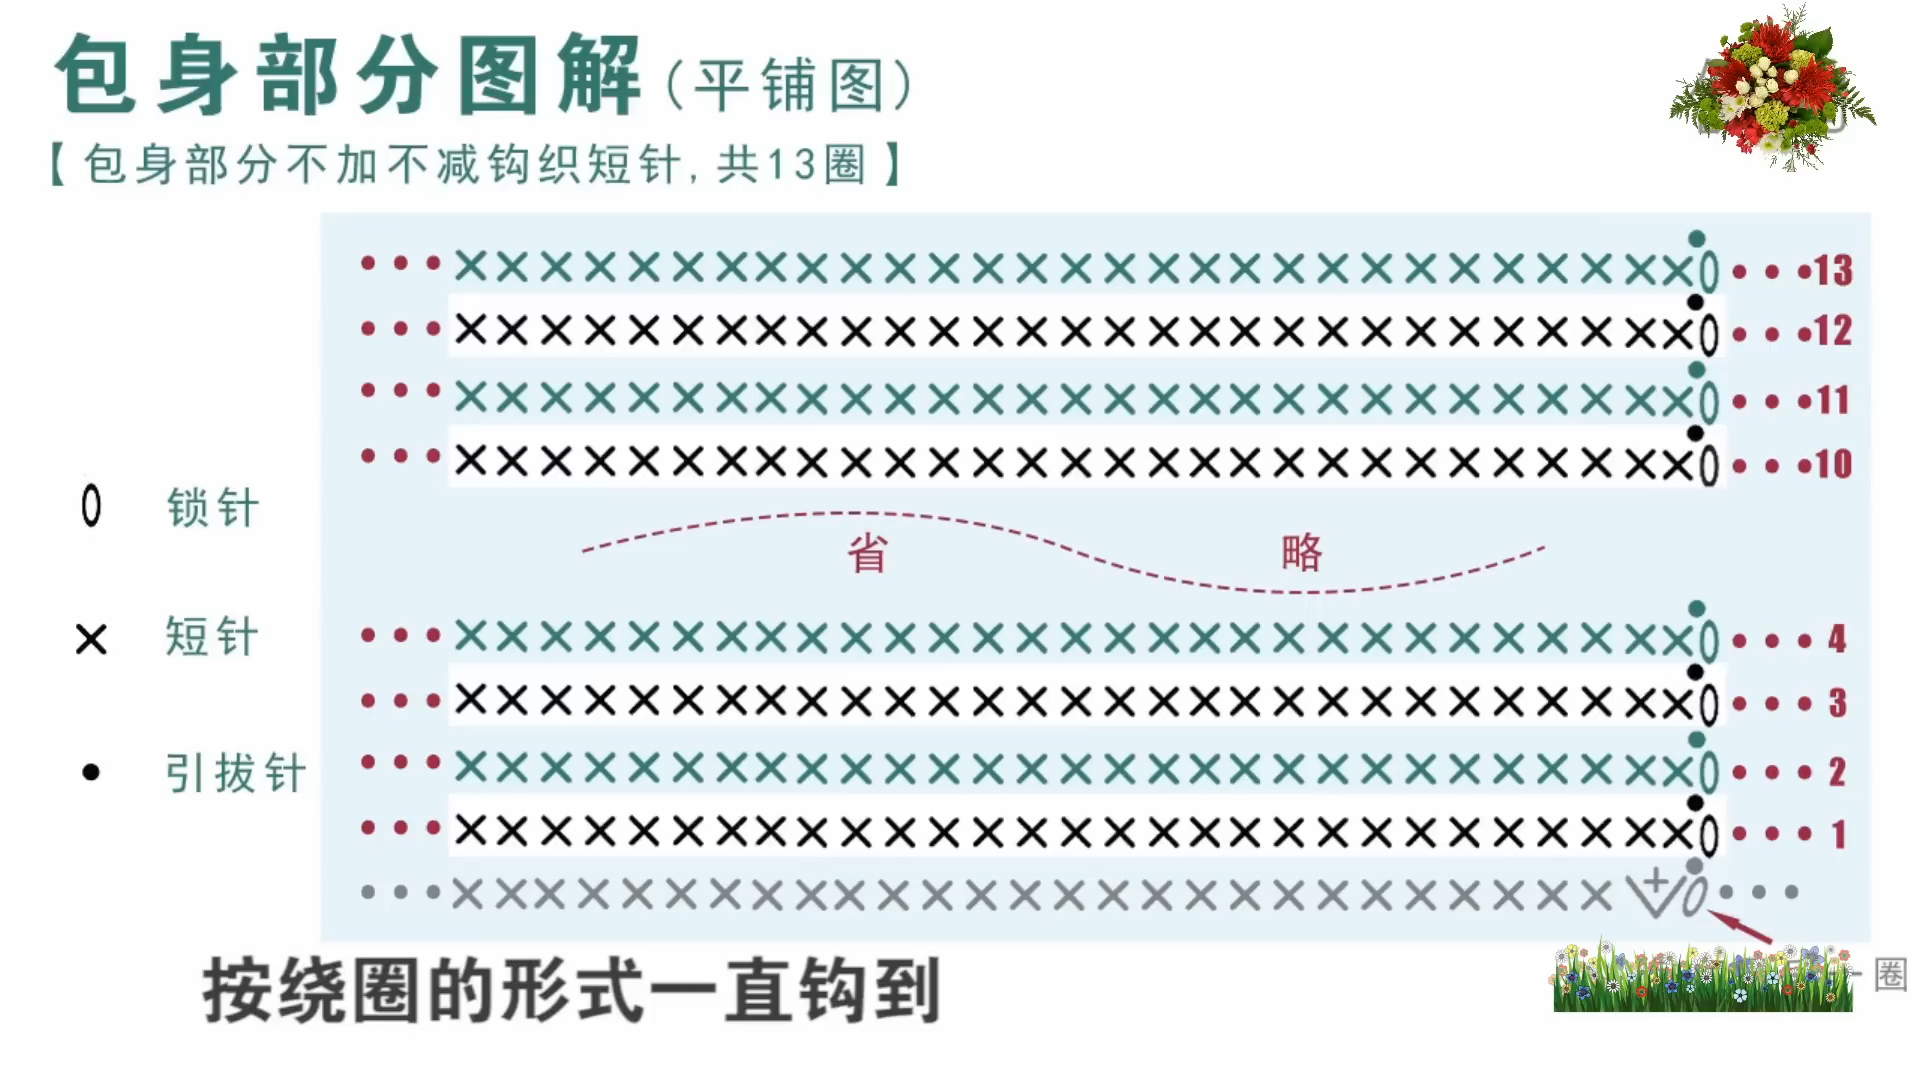 包身部分图解(平铺图)
【包身部分不加不减钩织短针,共13圈】
13
12
11
10
锁针
省 略
短针
4
3
引拔针
2
1
圈
按绕圈的形式一直钩到